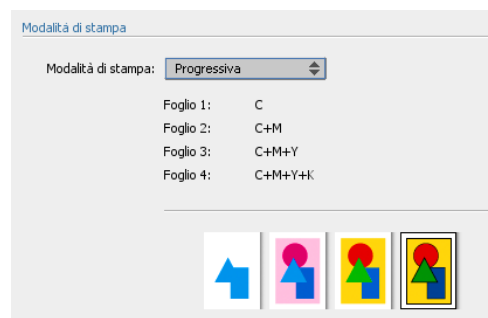 Modalità di stampa
Modalità di stampa: Progressiva
Foglio 1: C
Foglio 2: C+M
Foglio 3: C+M+Y
Foglio 4: C+M+Y+K